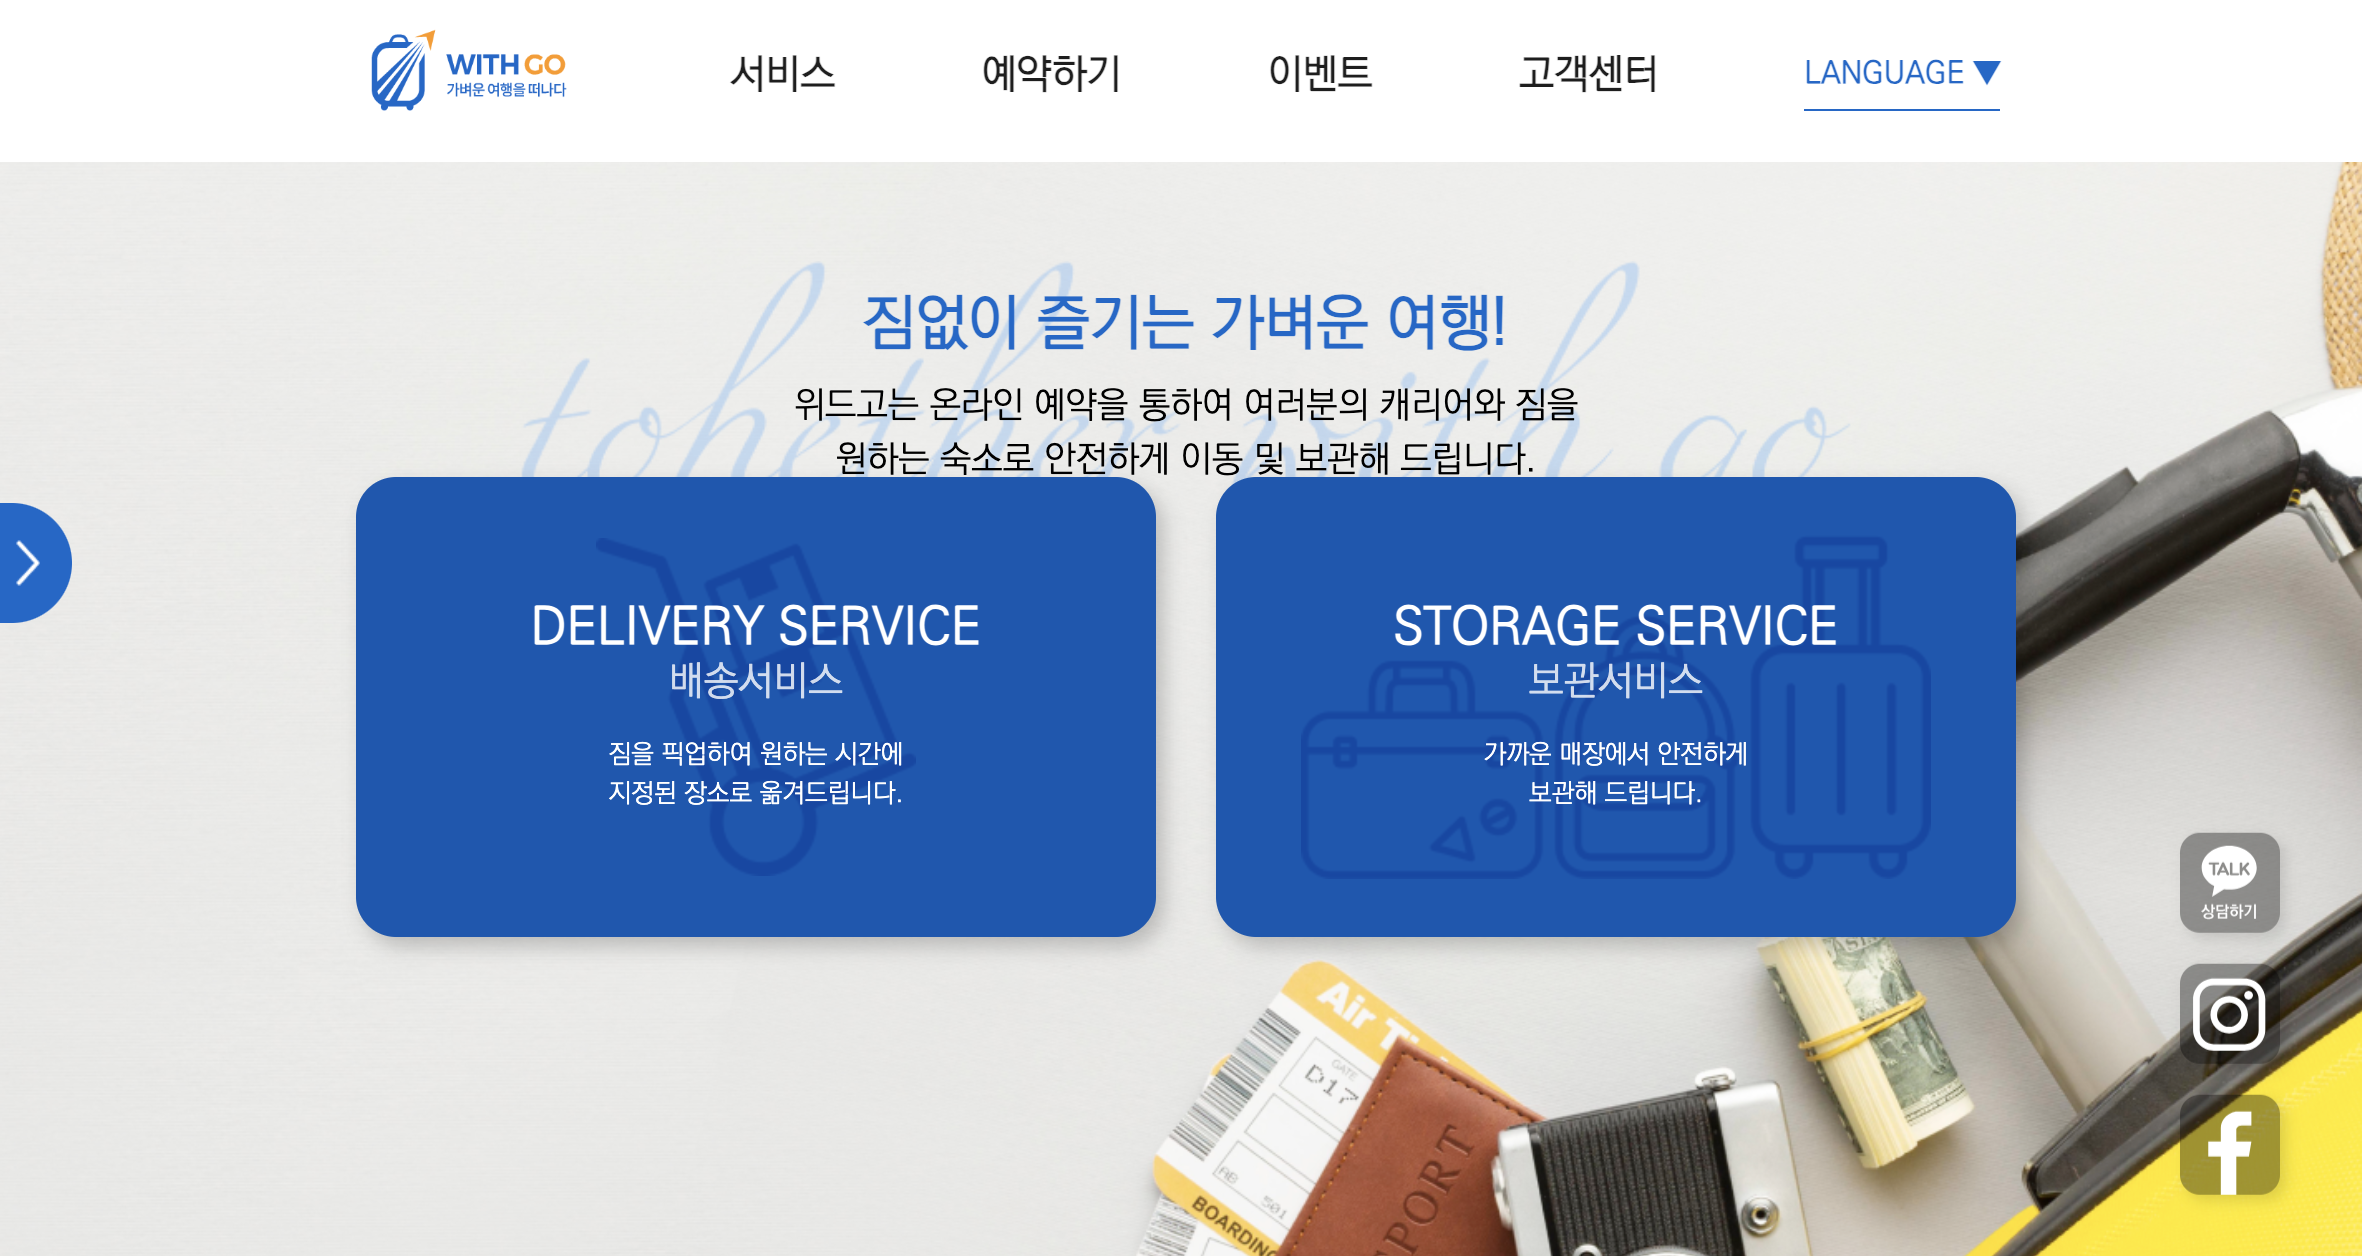 WITH GO
가벼운 여행을 떠나다
서비스
예약하기
이벤트
고객센터
LANGUAGE ▼
tohether with go
짐없이 즐기는 가벼운 여행!
위드고는 온라인 예약을 통하여 여러분의 캐리어와 짐을
원하는 숙소로 안전하게 이동 및 보관해 드립니다.
DELIVERY SERVICE
배송서비스
짐을 픽업하여 원하는 시간에
지정된 장소로 옮겨드립니다.
STORAGE SERVICE
보관서비스
가까운 매장에서 안전하게
보관해 드립니다.
TALK
상담하기
Air
GATE
D17
AB 501
BOARDING
PORT